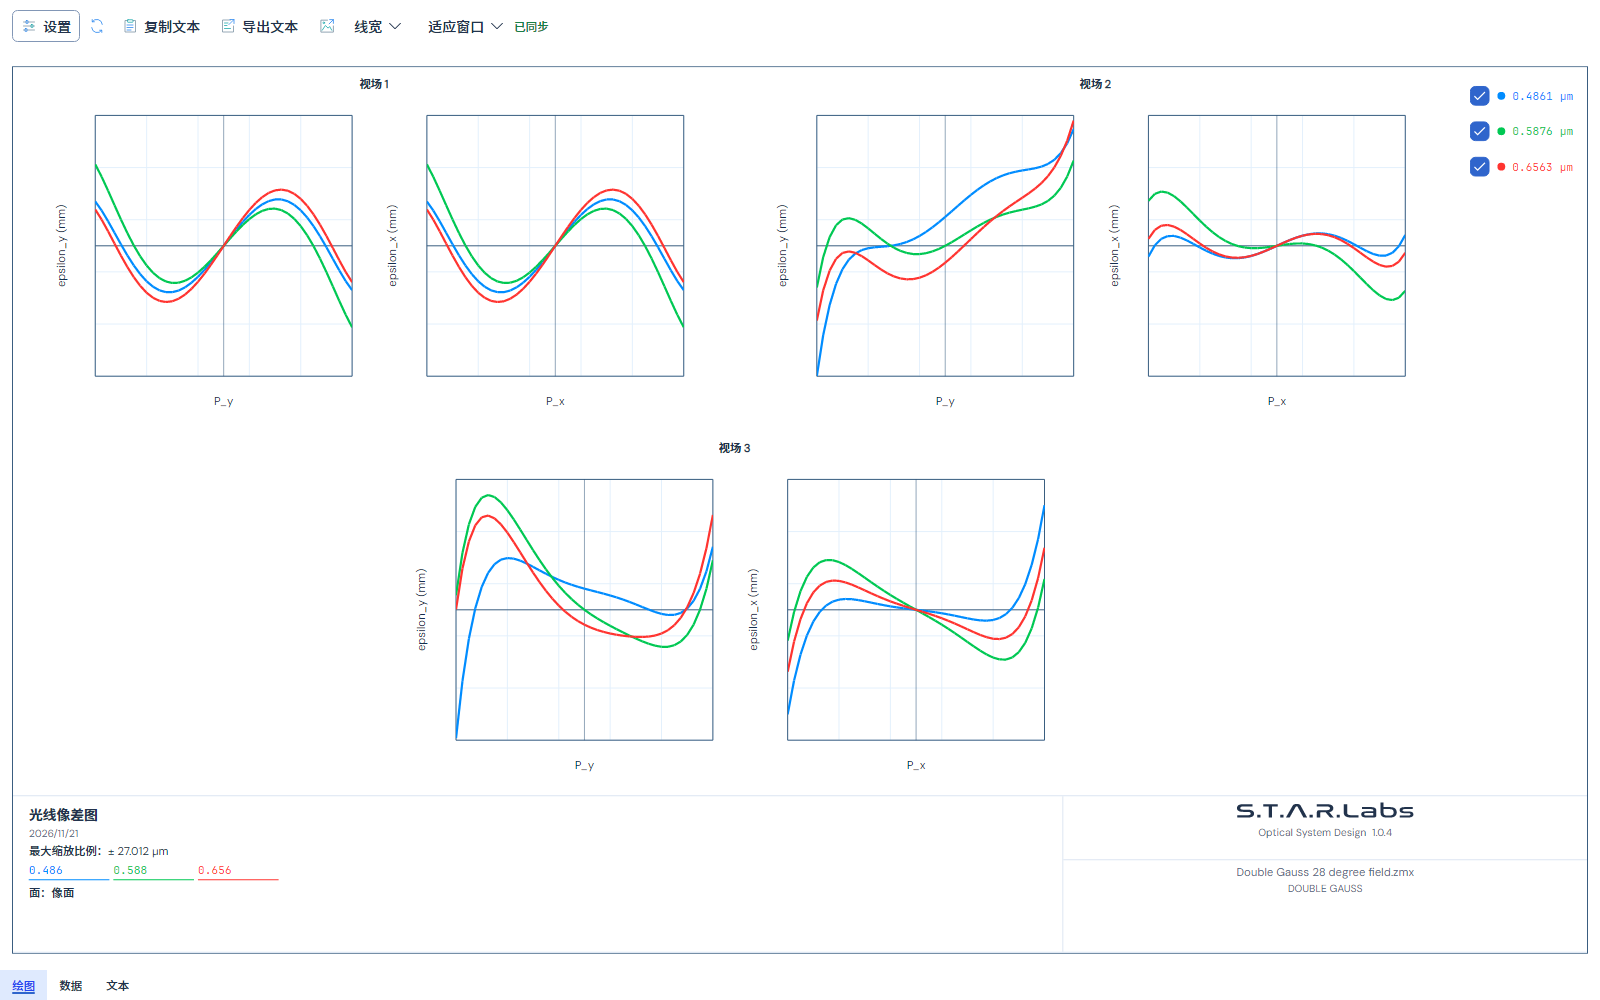 设置 复制文本 导出文本 线宽 适应窗口 已同步
视场 1
视场 2
0.4861 µm
0.5876 µm
0.6563 µm
epsilon_y (mm)
epsilon_x (mm)
epsilon_y (mm)
epsilon_x (mm)
P_y
P_x
P_y
P_x
视场 3
epsilon_y (mm)
epsilon_x (mm)
P_y
P_x
光线像差图
2026/11/21
最大缩放比例: ± 27.012 µm
0.486 0.588 0.656
面: 像面
S.T.A.R.Labs
Optical System Design 1.0.4
Double Gauss 28 degree field.zmx
DOUBLE GAUSS
绘图 数据 文本